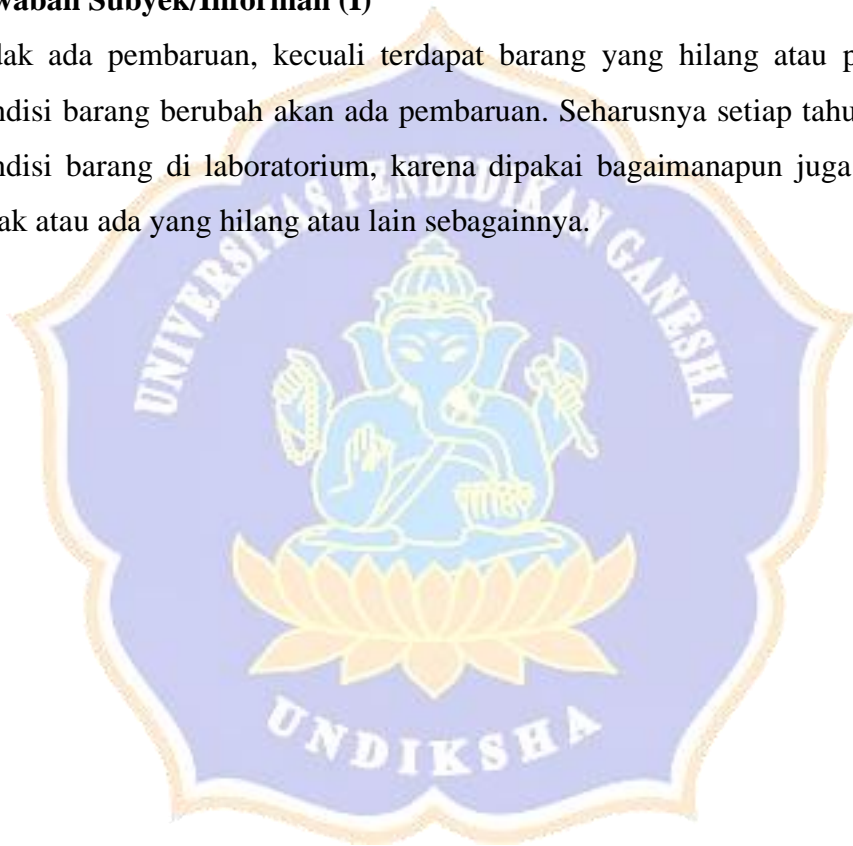 waban Subyek/Informan (I)
dak ada pembaruan, kecuali terdapat barang yang hilang atau p
ndisi barang berubah akan ada pembaruan. Seharusnya setiap tahu
ndisi barang di laboratorium, karena dipakai bagaimanapun juga
ak atau ada yang hilang atau lain sebagainnya.
UNIVERSITAS PENDIDIKAN GANESHA
UNDIKSHA